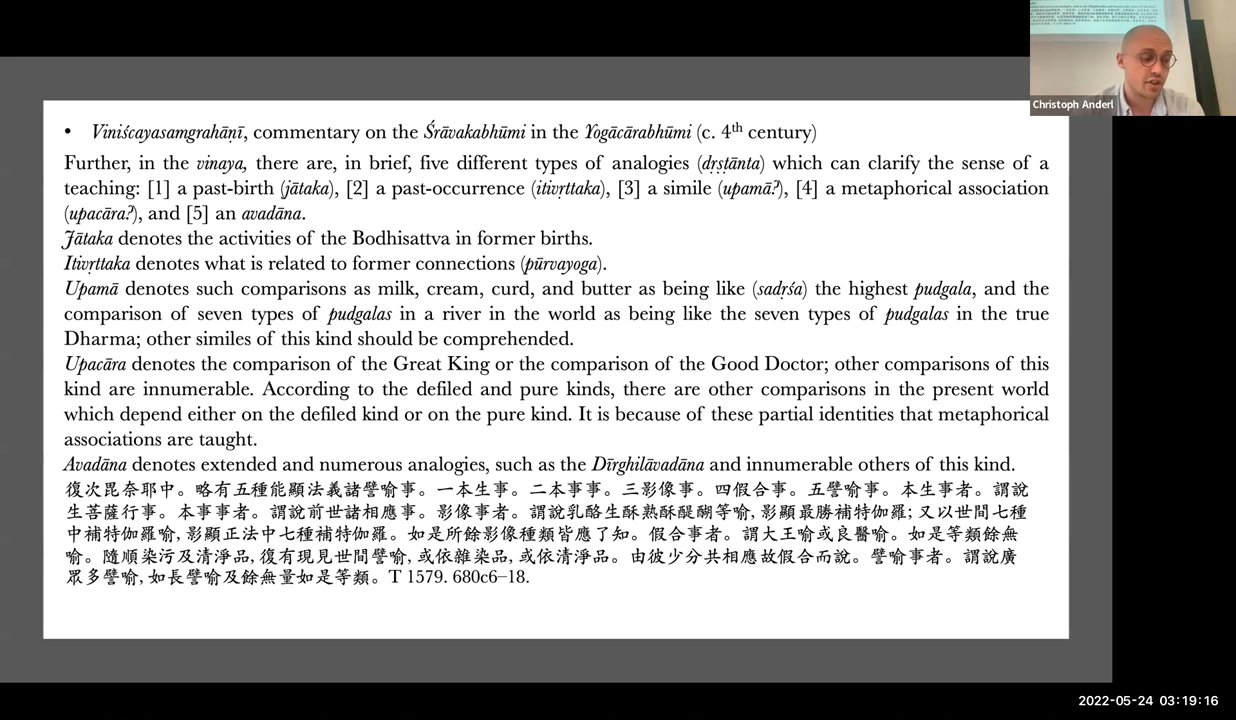 Christoph Anderl
• Viniścayasamgrahāṇī, commentary on the Śrāvakabhūmi in the Yogācārabhūmi (c. 4th century)
Further, in the vinaya, there are, in brief, five different types of analogies (dṛṣṭānta) which can clarify the sense of a
teaching: [1] a past-birth (jātaka), [2] a past-occurrence (itivṛttaka), [3] a simile (upamā?), [4] a metaphorical association
(upacāra?), and [5] an avadāna.
Jātaka denotes the activities of the Bodhisattva in former births.
Itivṛttaka denotes what is related to former connections (pūrvayoga).
Upamā denotes such comparisons as milk, cream, curd, and butter as being like (sadṛśa) the highest pudgala, and the
comparison of seven types of pudgalas in a river in the world as being like the seven types of pudgalas in the true
Dharma; other similes of this kind should be comprehended.
Upacāra denotes the comparison of the Great King or the comparison of the Good Doctor; other comparisons of this
kind are innumerable. According to the defiled and pure kinds, there are other comparisons in the present world
which depend either on the defiled kind or on the pure kind. It is because of these partial identities that metaphorical
associations are taught.
Avadāna denotes extended and numerous analogies, such as the Dīrghilāvadāna and innumerable others of this kind.
復次毘奈耶中。略有五種能顯法義諸譬喻事。一本生事。二本事事。三影像事。四假合事。五譬喻事。本生事者。謂說
生菩薩行事。本事事者。謂說前世諸相應事。影像事者。謂說乳酪生酥熟酥醍醐等喻, 影顯最勝補特伽羅; 又以世間七種
中補特伽羅喻, 影顯正法中七種補特伽羅。如是所餘影像種類皆應了知。假合事者。謂大王喻或良醫喻。如是等類餘無
喻。隨順染污及清淨品, 復有現見世間譬喻, 或依雜染品, 或依清淨品。由彼少分共相應故假合而說。譬喻事者。謂說廣
眾多譬喻, 如長譬喻及餘無量如是等類。T 1579. 680c6–18.
2022-05-24 03:19:16